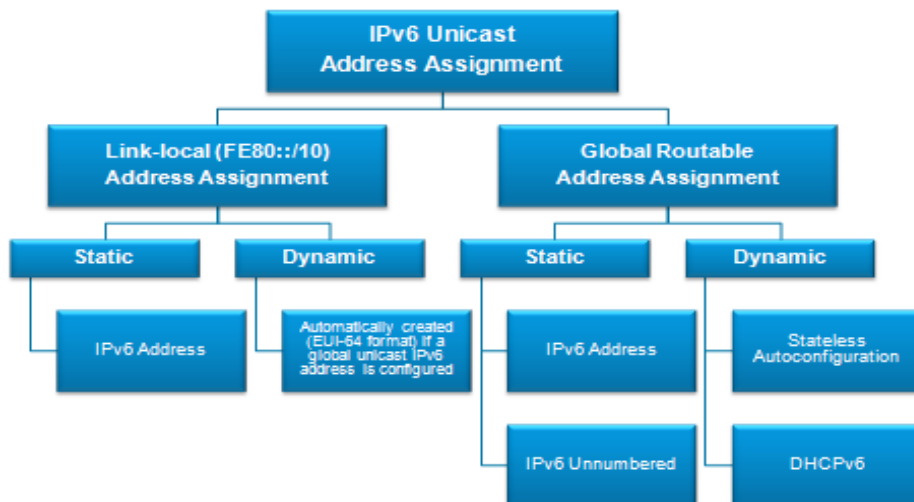 IPv6 Unicast
Address Assignment
Link-local (FE80::/10)
Address Assignment
Global Routable
Address Assignment
Static
Dynamic
Static
Dynamic
IPv6 Address
Automatically created
(EUI-64 format) if a
global unicast IPv6
address is configured
IPv6 Address
Stateless
Autoconfiguration
IPv6 Unnumbered
DHCPv6